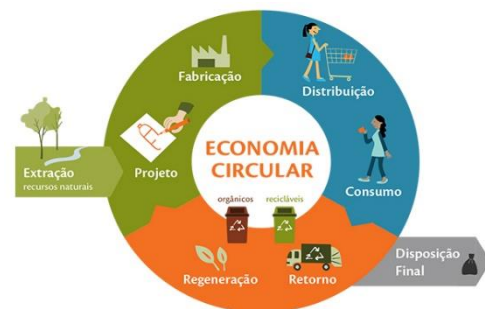 Fabricação
Distribuição
Extração
recursos naturais
Projeto
ECONOMIA
CIRCULAR
Consumo
orgânicos
recicláveis
Regeneração
Retorno
Disposição
Final